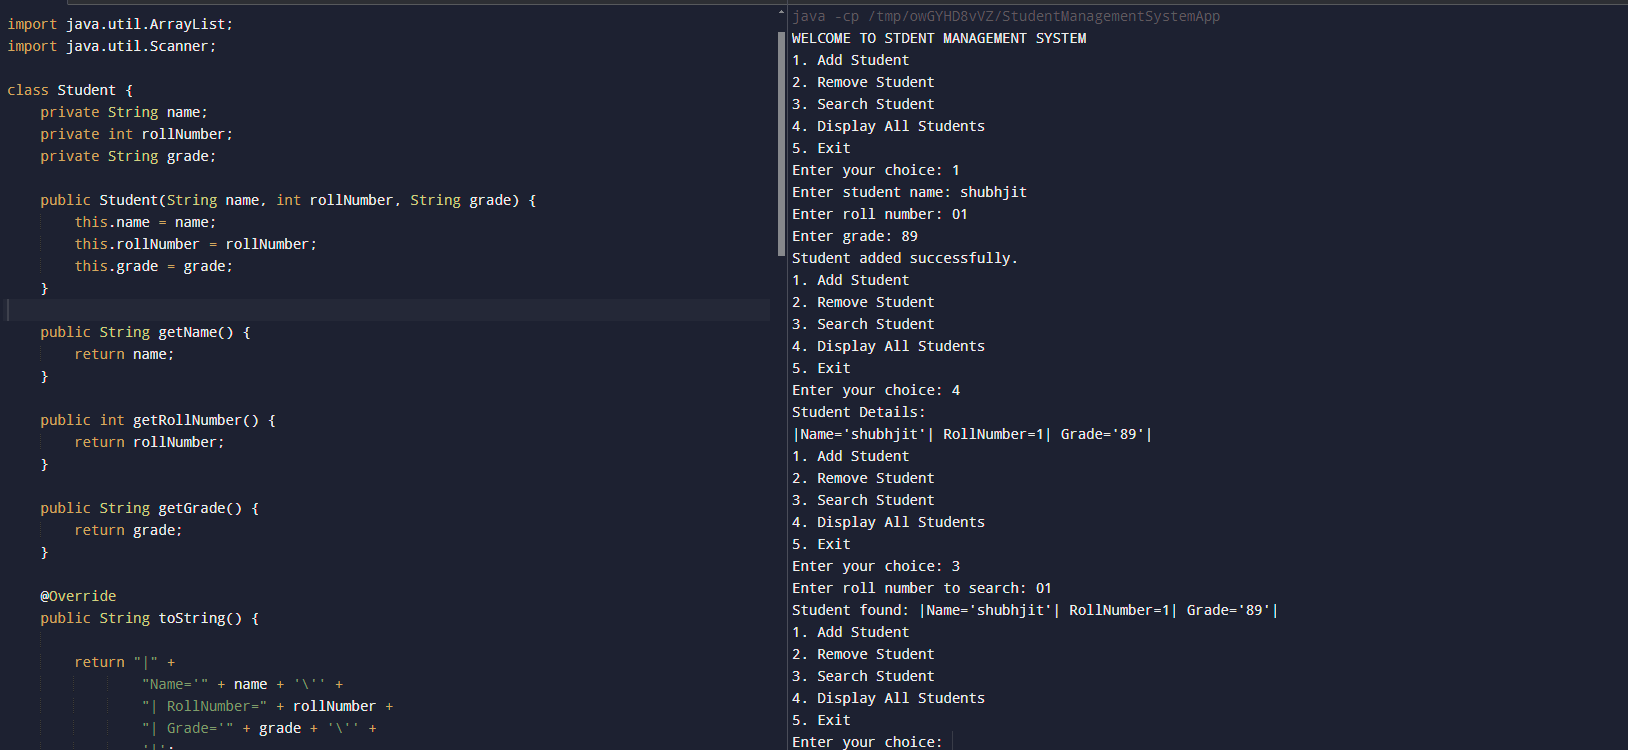 import java.util.ArrayList;
import java.util.Scanner;
class Student {
private String name;
private int rollNumber;
private String grade;
public Student(String name, int rollNumber, String grade) {
this.name = name;
this.rollNumber = rollNumber;
this.grade = grade;
}
public String getName() {
return name;
}
public int getRollNumber() {
return rollNumber;
}
public String getGrade() {
return grade;
}
@Override
public String toString() {
return "|" +
"Name='" + name + '\'' +
"| RollNumber=" + rollNumber +
"| Grade='" + grade + '\'' +
'|';
java -cp /tmp/owGYHD8vVZ/StudentManagementSystemApp
WELCOME TO STDENT MANAGEMENT SYSTEM
1. Add Student
2. Remove Student
3. Search Student
4. Display All Students
5. Exit
Enter your choice: 1
Enter student name: shubhjit
Enter roll number: 01
Enter grade: 89
Student added successfully.
1. Add Student
2. Remove Student
3. Search Student
4. Display All Students
5. Exit
Enter your choice: 4
Student Details:
|Name='shubhjit'| RollNumber=1| Grade='89'|
1. Add Student
2. Remove Student
3. Search Student
4. Display All Students
5. Exit
Enter your choice: 3
Enter roll number to search: 01
Student found: |Name='shubhjit'| RollNumber=1| Grade='89'|
1. Add Student
2. Remove Student
3. Search Student
4. Display All Students
5. Exit
Enter your choice: